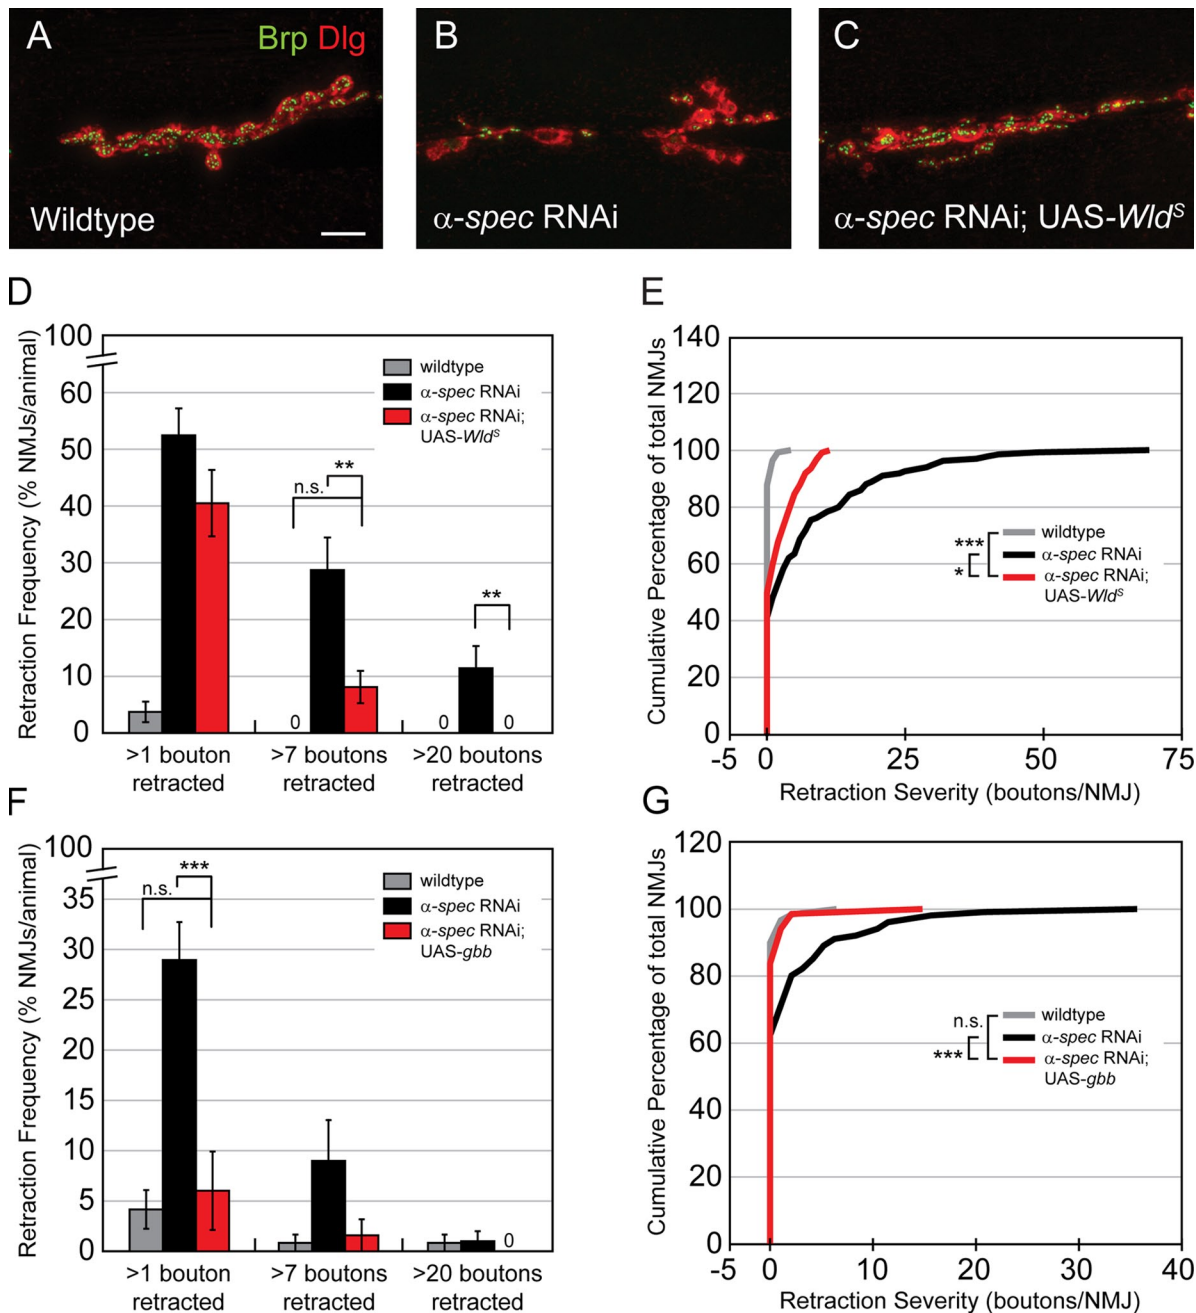 A
Brp Dlg
Wildtype
B
α-spec RNAi
C
α-spec RNAi; UAS-Wldˢ
D
Retraction Frequency (% NMJs/animal)
100
60
50
40
30
20
10
0
wildtype
α-spec RNAi
α-spec RNAi;
UAS-Wldˢ
**
n.s.
**
0
0
0
>1 bouton
retracted
>7 boutons
retracted
>20 boutons
retracted
E
Cumulative Percentage of total NMJs
140
120
100
80
60
40
20
0
-5
0
25
50
75
Retraction Severity (boutons/NMJ)
***
*
wildtype
α-spec RNAi
α-spec RNAi;
UAS-Wldˢ
F
Retraction Frequency (% NMJs/animal)
100
35
30
25
20
15
10
5
0
***
n.s.
wildtype
α-spec RNAi
α-spec RNAi;
UAS-gbb
0
>1 bouton
retracted
>7 boutons
retracted
>20 boutons
retracted
G
Cumulative Percentage of total NMJs
120
100
80
60
40
20
0
-5
0
10
20
30
40
Retraction Severity (boutons/NMJ)
n.s.
***
wildtype
α-spec RNAi
α-spec RNAi;
UAS-gbb